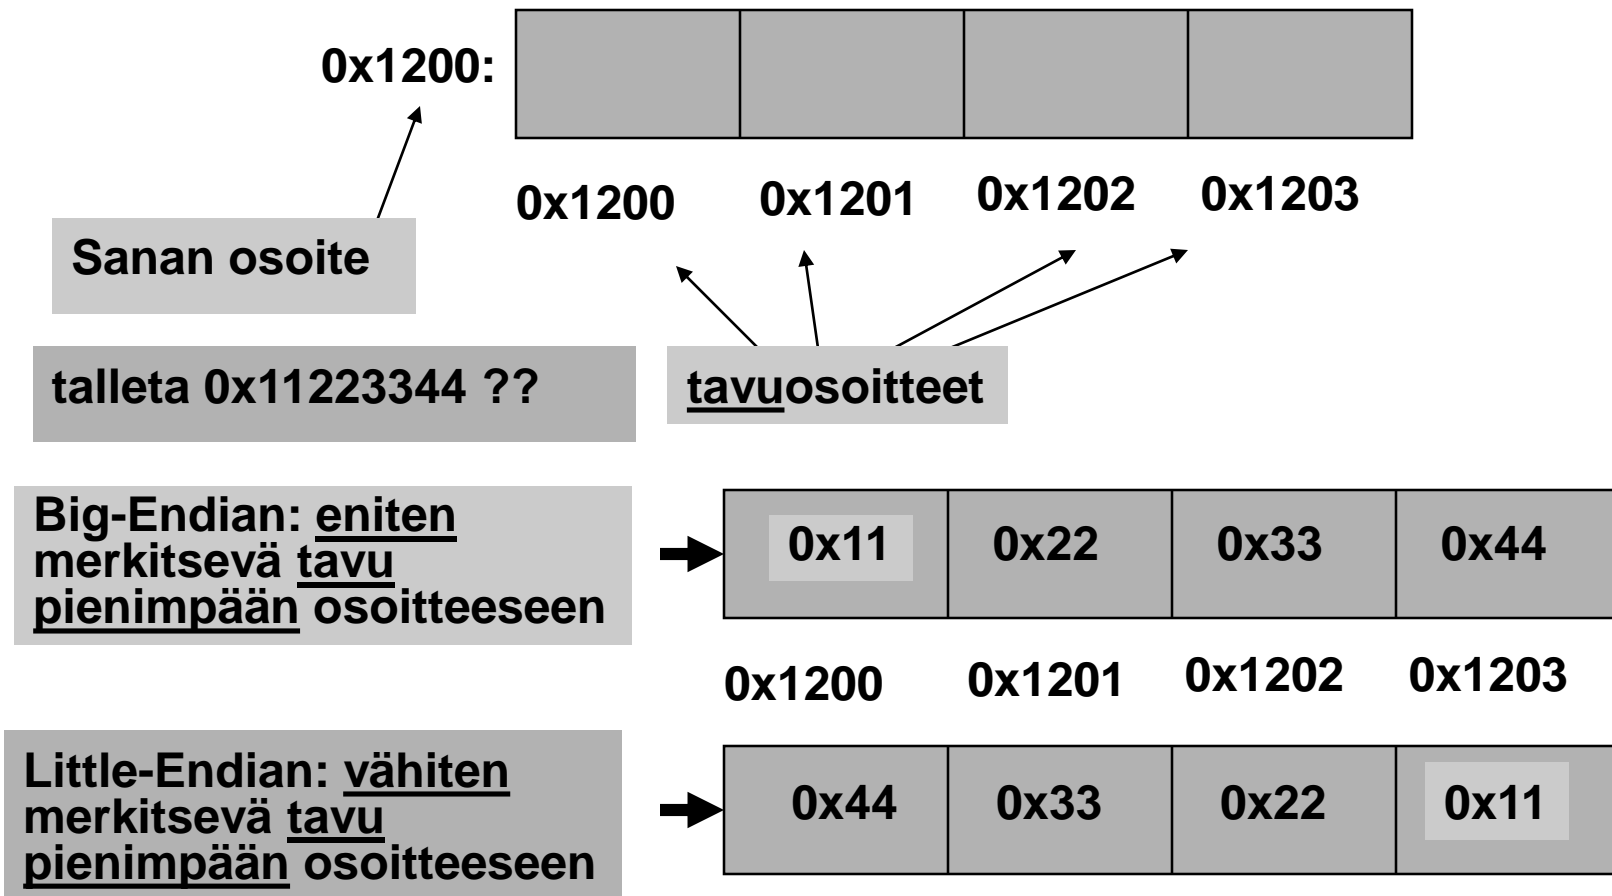 0x1200:
0x1200 0x1201 0x1202 0x1203
Sanan osoite
talleta 0x11223344 ??
tavuosoitteet
Big-Endian: eniten
merkitsevä tavu
pienimpään osoitteeseen
0x11 0x22 0x33 0x44
0x1200 0x1201 0x1202 0x1203
Little-Endian: vähiten
merkitsevä tavu
pienimpään osoitteeseen
0x44 0x33 0x22 0x11